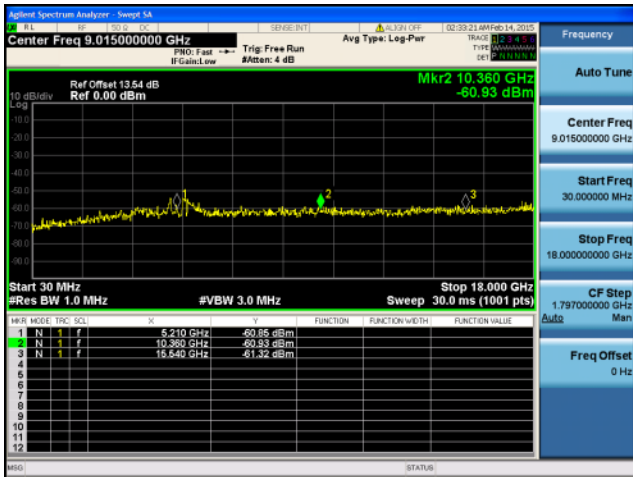 Agilent Spectrum Analyzer - Swept SA
RL RF 50 Ω DC SENSE:INT ALIGN OFF 02:33:21 AM Feb 14, 2015
Center Freq 9.015000000 GHz
PNO: Fast
IFGain:Low
Trig: Free Run
#Atten: 4 dB
Avg Type: Log-Pwr
TRACE 1 2 3 4 5 6
TYPE
DET P N N N N N
Ref Offset 13.54 dB
Ref 0.00 dBm
10 dB/div
Log
Mkr2 10.360 GHz
-60.93 dBm
-10.0
-20.0
-30.0
-40.0
-50.0
-60.0
-70.0
-80.0
-90.0
1
2
3
Start 30 MHz Stop 18.000 GHz
#Res BW 1.0 MHz #VBW 3.0 MHz Sweep 30.0 ms (1001 pts)
MKR MODE TRC SCL X Y FUNCTION FUNCTION WIDTH FUNCTION VALUE
1 N 1 f 5.210 GHz -60.85 dBm
2 N 1 f 10.360 GHz -60.93 dBm
3 N 1 f 15.540 GHz -61.32 dBm
4
5
6
7
8
9
10
11
12
MSG STATUS
Frequency
Auto Tune
Center Freq
9.015000000 GHz
Start Freq
30.000000 MHz
Stop Freq
18.000000000 GHz
CF Step
1.797000000 GHz
Auto Man
Freq Offset
0 Hz